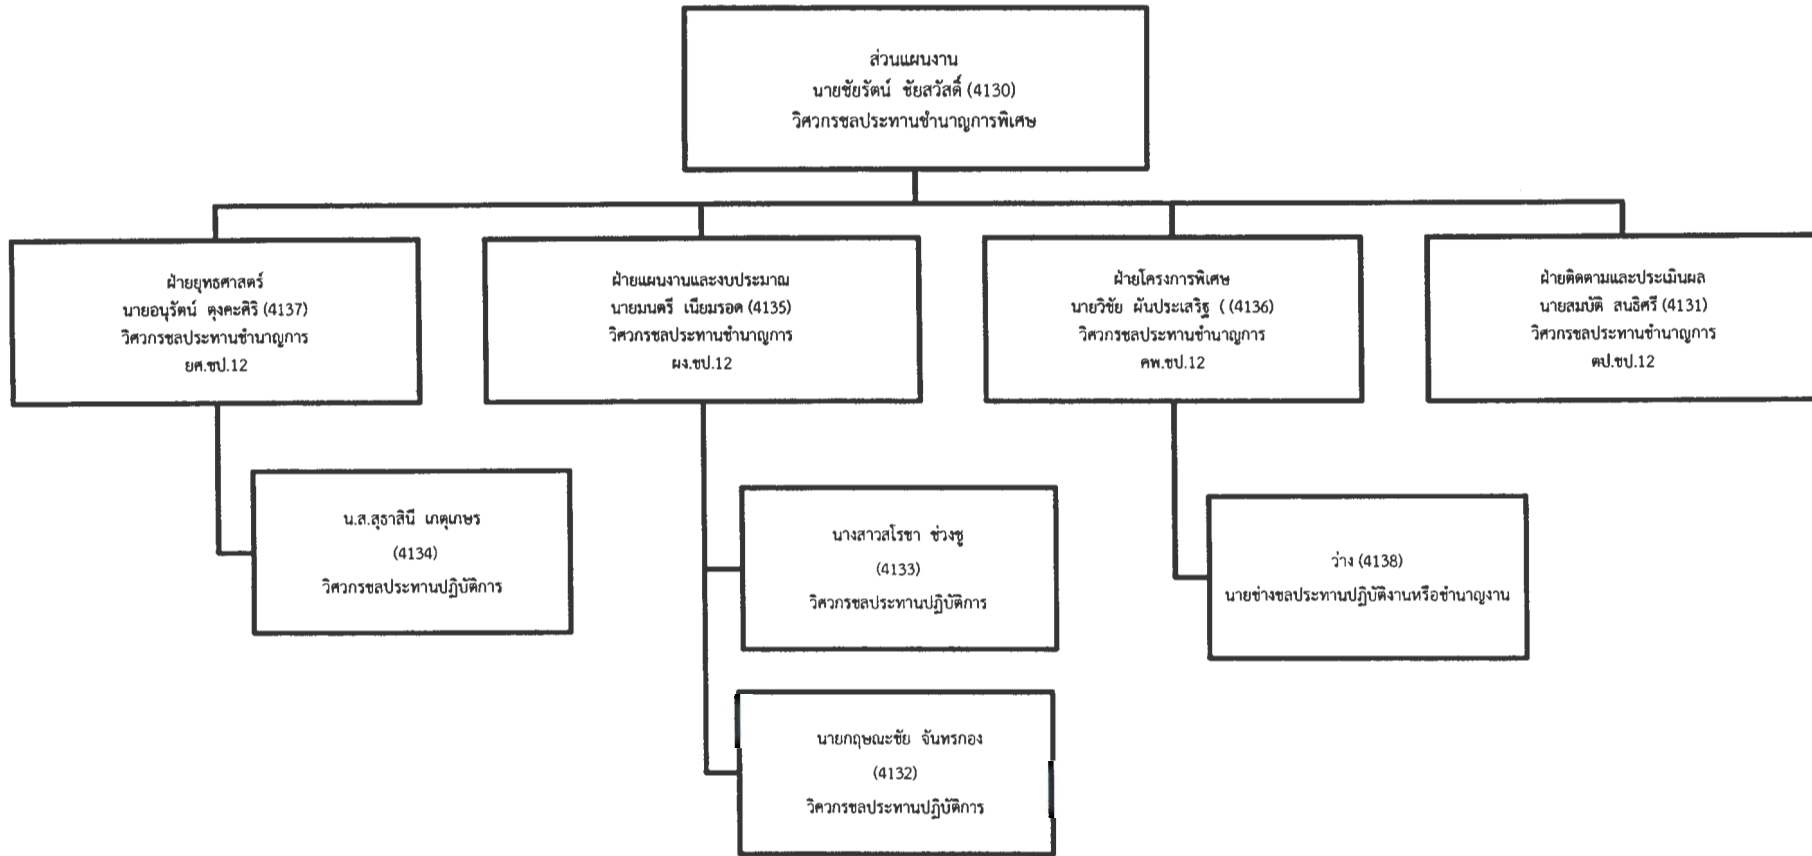 ส่วนแผนงาน
นายชัยรัตน์ ชัยสวัสดิ์ (4130)
วิศวกรชลประทานชำนาญการพิเศษ
ฝ่ายยุทธศาสตร์
นายอนุรัตน์ ตุงคะศิริ (4137)
วิศวกรชลประทานชำนาญการ
ยศ.ชป.12
ฝ่ายแผนงานและงบประมาณ
นายมนตรี เนียมรอด (4135)
วิศวกรชลประทานชำนาญการ
ผง.ชป.12
ฝ่ายโครงการพิเศษ
นายวิชัย ผันประเสริฐ ( (4136)
วิศวกรชลประทานชำนาญการ
คพ.ชป.12
ฝ่ายติดตามและประเมินผล
นายสมบัติ สนธิศรี (4131)
วิศวกรชลประทานชำนาญการ
ตป.ชป.12
น.ส.สุธาสินี เกตุเกษร
(4134)
วิศวกรชลประทานปฏิบัติการ
นางสาวสโรชา ช่วงชู
(4133)
วิศวกรชลประทานปฏิบัติการ
ว่าง (4138)
นายช่างชลประทานปฏิบัติงานหรือชำนาญงาน
นายกฤษณะชัย จันทรกอง
(4132)
วิศวกรชลประทานปฏิบัติการ